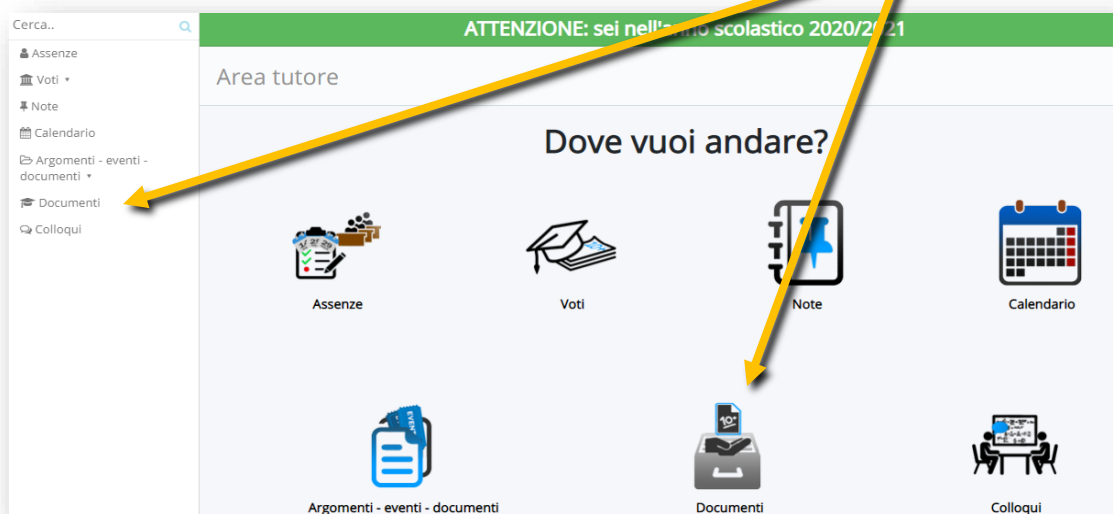 Cerca..
ATTENZIONE: sei nell'anno scolastico 2020/2021
Assenze
Voti
Note
Calendario
Argomenti - eventi -
documenti
Documenti
Colloqui
Area tutore
Dove vuoi andare?
Assenze
Voti
Note
Calendario
Argomenti - eventi - documenti
Documenti
Colloqui